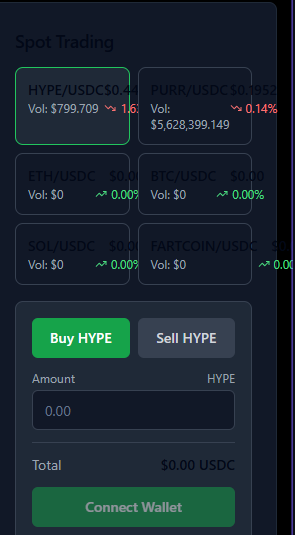 Spot Trading
HYPE/USDC $0.44
Vol: $799.709 1.6
PURR/USDC $0.1952
Vol: 0.14%
$5,628,399.149
ETH/USDC $0.00
Vol: $0 0.00%
BTC/USDC $0.00
Vol: $0 0.00%
SOL/USDC $0.00
Vol: $0 0.00%
FARTCOIN/USDC $0
Vol: $0 0.00
Buy HYPE Sell HYPE
Amount HYPE
0.00
Total $0.00 USDC
Connect Wallet